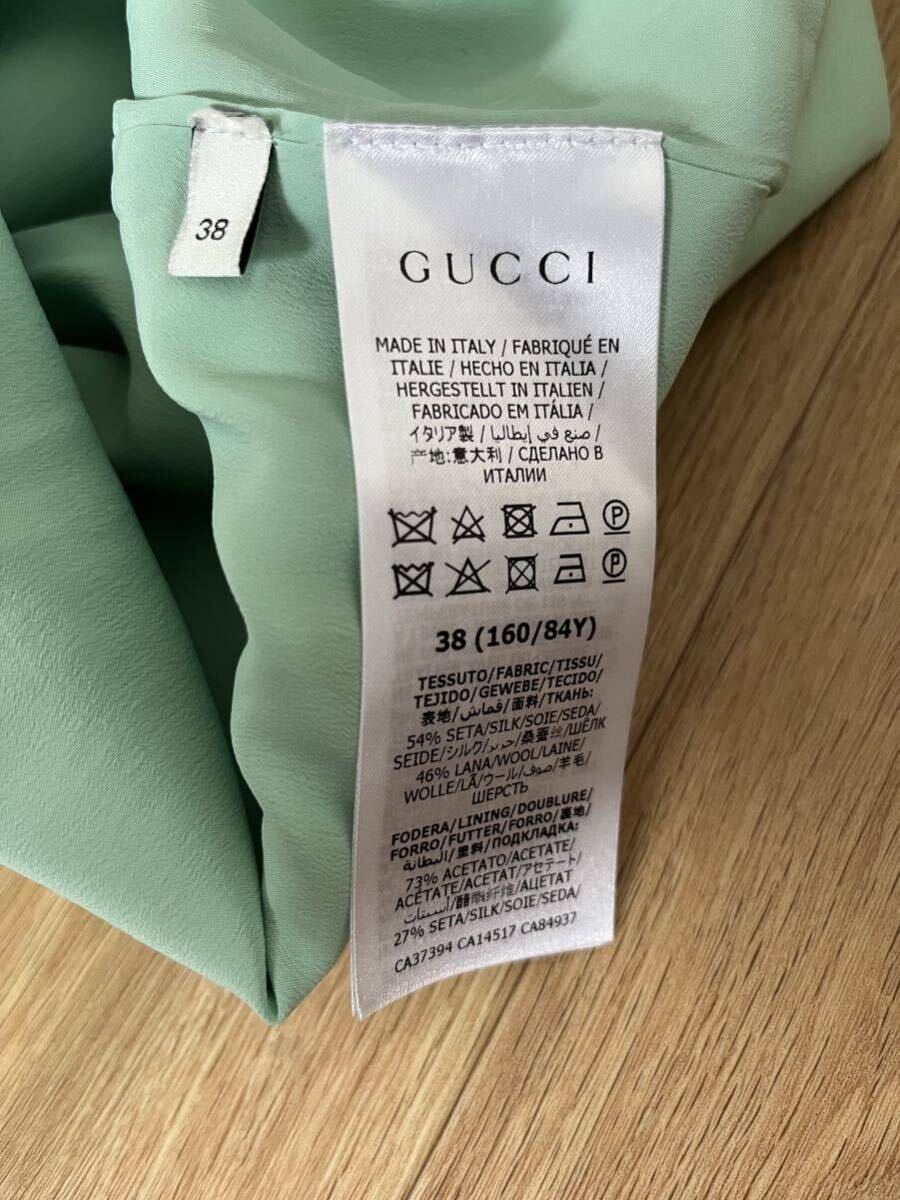 38
GUCCI
MADE IN ITALY / FABRIQUÉ EN
ITALIE / HECHO EN ITALIA /
HERGESTELLT IN ITALIEN /
FABRICADO EM ITÁLIA /
イタリア製 / صنع في إيطاليا /
产地:意大利 / СДЕЛАНО В
ИТАЛИИ
P
P
38 (160/84Y)
TESSUTO/FABRIC/TISSU/
TEJIDO/GEWEBE/TECIDO/
表地/قماش/面料/ТКАНЬ:
54% SETA/SILK/SOIE/SEDA/
SEIDE/シルク/حرير/桑蚕丝/ШЁЛК
46% LANA/WOOL/LAINE/
WOLLE/LÃ/ウール/صوف/羊毛/
ШЕРСТЬ
FODERA/LINING/DOUBLURE/
FORRO/FUTTER/FORRO/裏地/
البطانة/里料/ПОДКЛАДКА:
73% ACETATO/ACETATE/
ACÉTATE/ACETAT/アセテート/
أسيتات/醋酯纤维/АЦЕТАТ
27% SETA/SILK/SOIE/SEDA/
CA37394 CA14517 CA84937